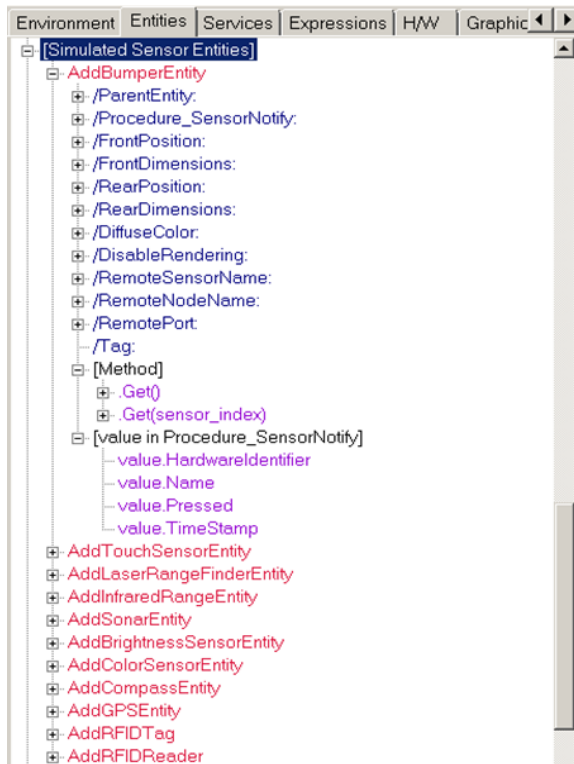 Environment Entities Services Expressions H/W Graphic
[Simulated Sensor Entities]
AddBumperEntity
/ParentEntity:
/Procedure_SensorNotify:
/FrontPosition:
/FrontDimensions:
/RearPosition:
/RearDimensions:
/DiffuseColor:
/DisableRendering:
/RemoteSensorName:
/RemoteNodeName:
/RemotePort:
/Tag:
[Method]
.Get()
.Get(sensor_index)
[value in Procedure_SensorNotify]
value.HardwareIdentifier
value.Name
value.Pressed
value.TimeStamp
AddTouchSensorEntity
AddLaserRangeFinderEntity
AddInfraredRangeEntity
AddSonarEntity
AddBrightnessSensorEntity
AddColorSensorEntity
AddCompassEntity
AddGPSEntity
AddRFIDTag
AddRFIDReader